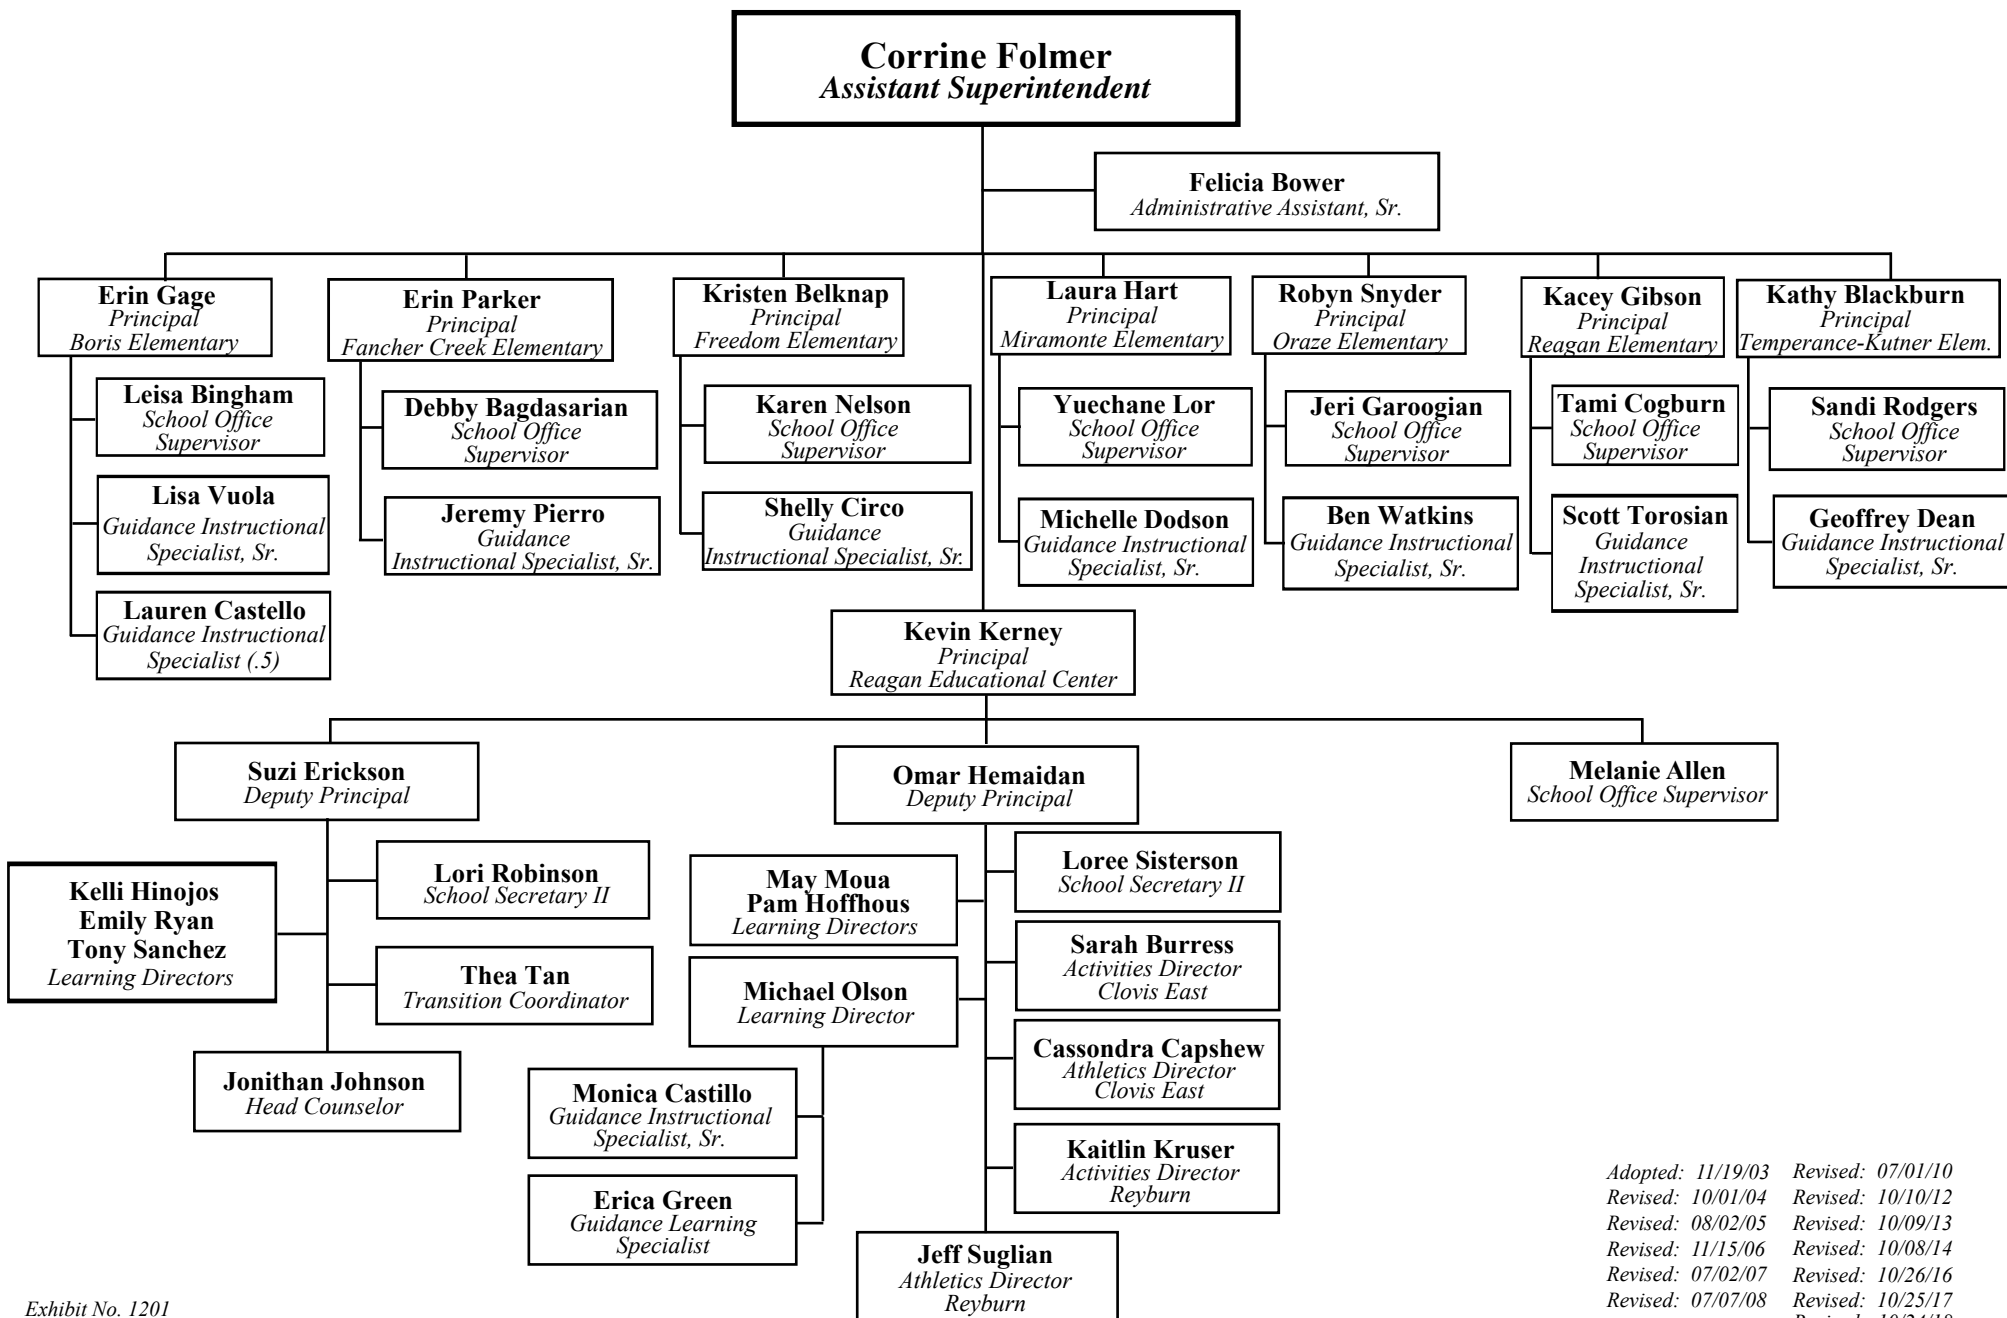 Corrine Folmer
Assistant Superintendent
Felicia Bower
Administrative Assistant, Sr.
Erin Gage
Principal
Boris Elementary
Leisa Bingham
School Office
Supervisor
Lisa Vuola
Guidance Instructional
Specialist, Sr.
Lauren Castello
Guidance Instructional
Specialist (.5)
Erin Parker
Principal
Fancher Creek Elementary
Debby Bagdasarian
School Office
Supervisor
Jeremy Pierro
Guidance
Instructional Specialist, Sr.
Kristen Belknap
Principal
Freedom Elementary
Karen Nelson
School Office
Supervisor
Shelly Circo
Guidance
Instructional Specialist, Sr.
Laura Hart
Principal
Miramonte Elementary
Yuechane Lor
School Office
Supervisor
Michelle Dodson
Guidance Instructional
Specialist, Sr.
Robyn Snyder
Principal
Oraze Elementary
Jeri Garoogian
School Office
Supervisor
Ben Watkins
Guidance Instructional
Specialist, Sr.
Kacey Gibson
Principal
Reagan Elementary
Tami Cogburn
School Office
Supervisor
Scott Torosian
Guidance
Instructional
Specialist, Sr.
Kathy Blackburn
Principal
Temperance-Kutner Elem.
Sandi Rodgers
School Office
Supervisor
Geoffrey Dean
Guidance Instructional
Specialist, Sr.
Kevin Kerney
Principal
Reagan Educational Center
Suzi Erickson
Deputy Principal
Kelli Hinojos
Emily Ryan
Tony Sanchez
Learning Directors
Lori Robinson
School Secretary II
Thea Tan
Transition Coordinator
Jonithan Johnson
Head Counselor
Omar Hemaidan
Deputy Principal
May Moua
Pam Hoffhous
Learning Directors
Michael Olson
Learning Director
Monica Castillo
Guidance Instructional
Specialist, Sr.
Erica Green
Guidance Learning
Specialist
Loree Sisterson
School Secretary II
Sarah Burress
Activities Director
Clovis East
Cassondra Capshew
Athletics Director
Clovis East
Kaitlin Kruser
Activities Director
Reyburn
Jeff Suglian
Athletics Director
Reyburn
Melanie Allen
School Office Supervisor
Exhibit No. 1201
Adopted: 11/19/03 Revised: 07/01/10
Revised: 10/01/04 Revised: 10/10/12
Revised: 08/02/05 Revised: 10/09/13
Revised: 11/15/06 Revised: 10/08/14
Revised: 07/02/07 Revised: 10/26/16
Revised: 07/07/08 Revised: 10/25/17
Revised: 10/24/18